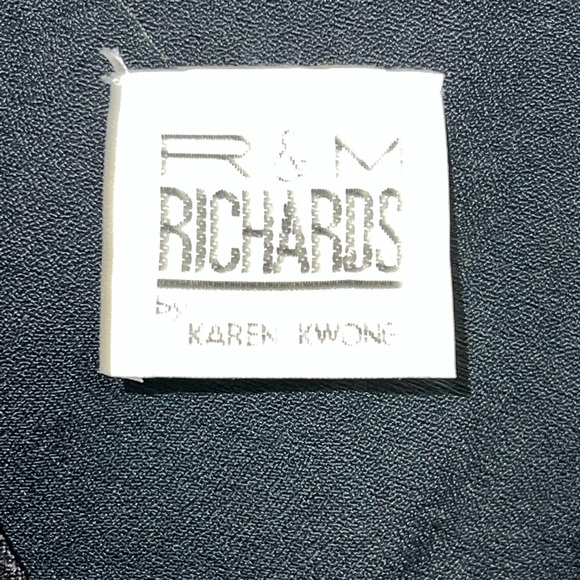 R & M
RICHARDS
by
KAREN KWONG